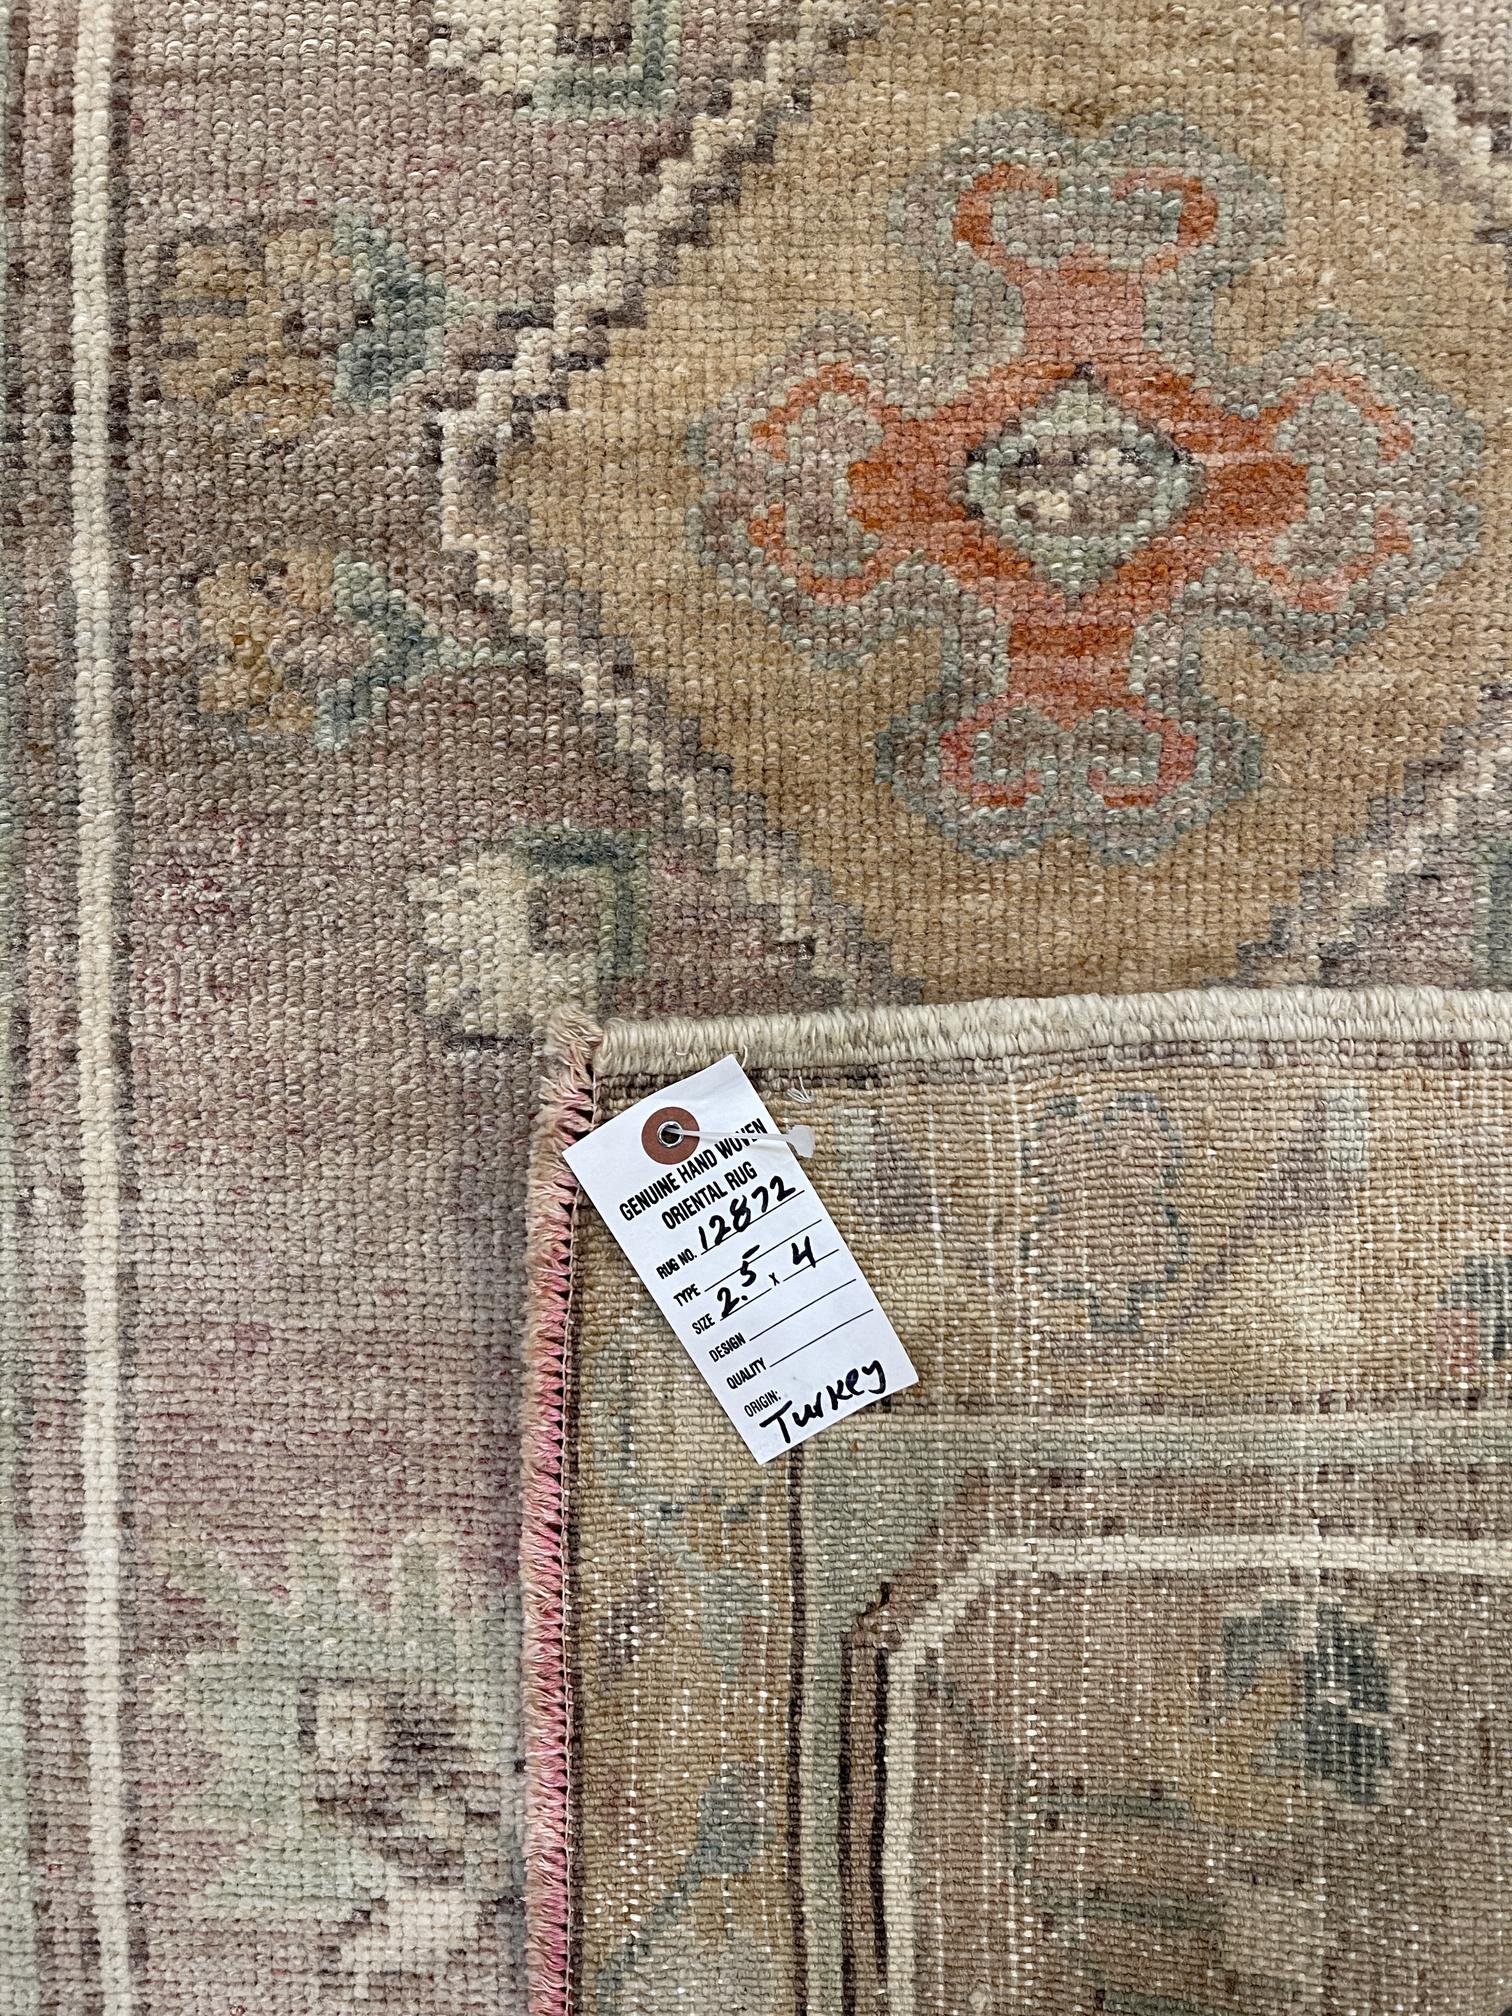 GENUINE HAND WOVEN
ORIENTAL RUG
RUG NO. 12872
TYPE
SIZE 2.5 x 4
DESIGN
QUALITY
ORIGIN:
Turkey